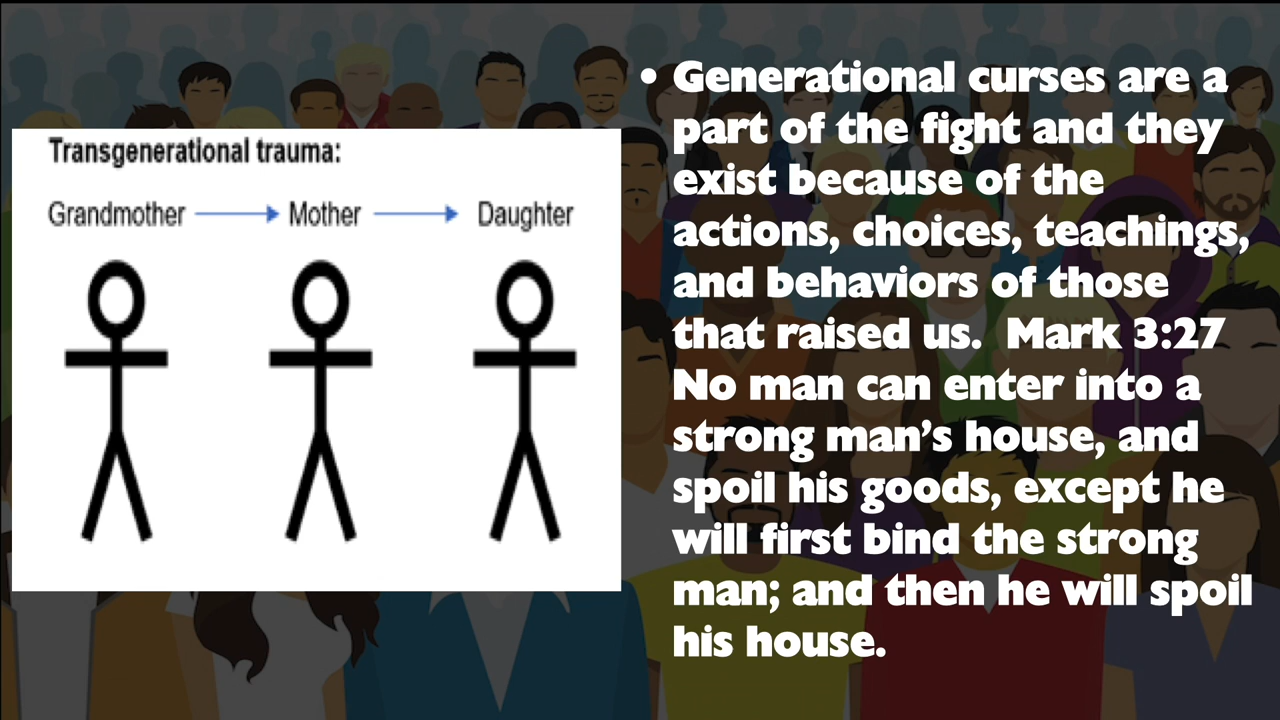 Transgenerational trauma:
Grandmother Mother Daughter
• Generational curses are a
part of the fight and they
exist because of the
actions, choices, teachings,
and behaviors of those
that raised us.  Mark 3:27
No man can enter into a
strong man’s house, and
spoil his goods, except he
will first bind the strong
man; and then he will spoil
his house.